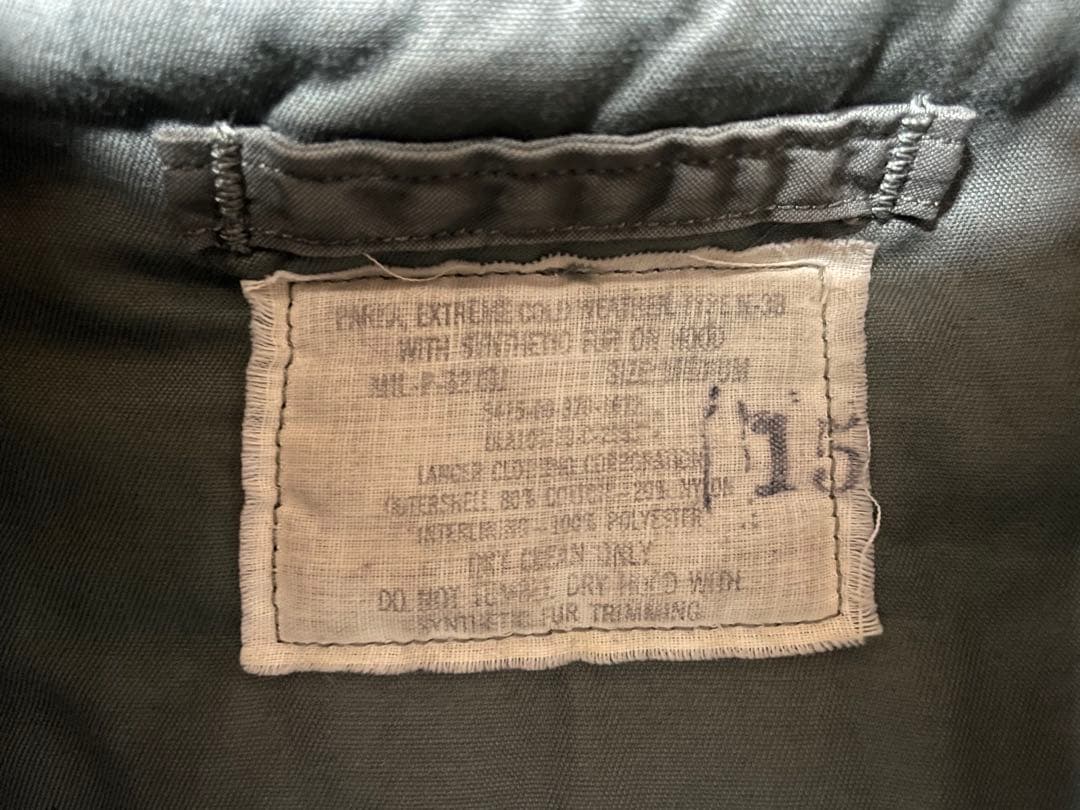 PARKA, EXTREME COLD WEATHER, TYPE N-3B
WITH SYNTHETIC FUR ON HOOD
SIZE: MEDIUM
LANCER CLOTHING CORPORATION
OUTERSHELL 80% COTTON - 20% NYLON
INTERLINING - 100% POLYESTER
DRY CLEAN ONLY
DO NOT TUMBLE DRY HOOD WITH
SYNTHETIC FUR TRIMMING
15